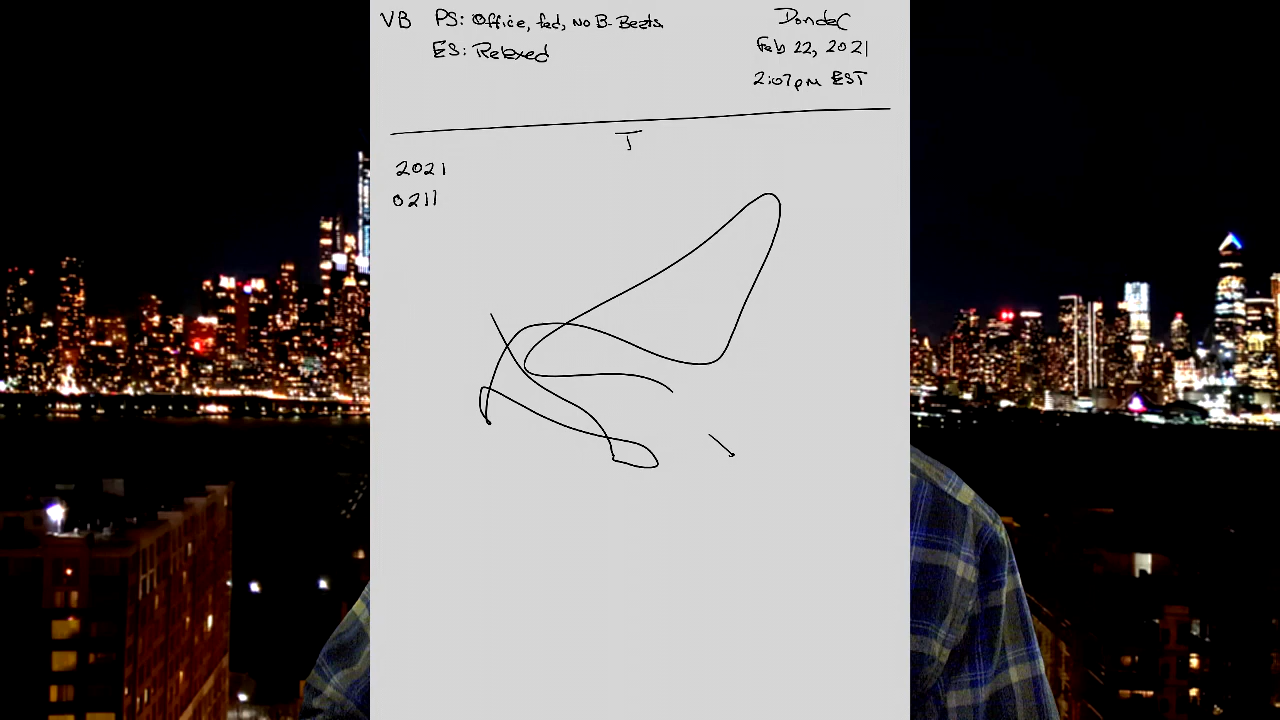 VB PS: Office, fed, No B-Beats.
ES: Relaxed
DondeC
Feb 22, 2021
2:07pm EST
T
2021
0211